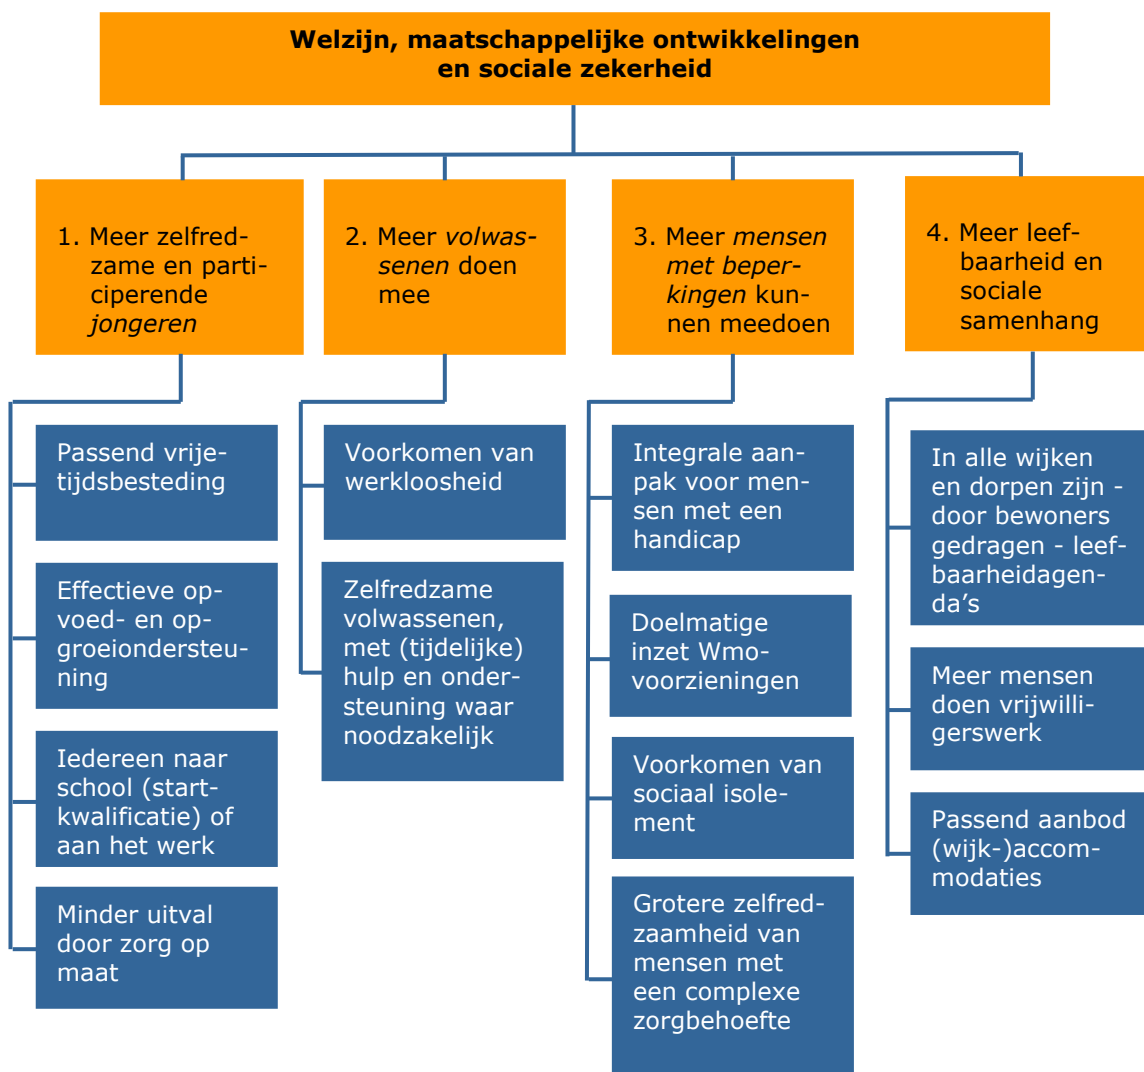 Welzijn, maatschappelijke ontwikkelingen
en sociale zekerheid
1. Meer zelfred-
zame en parti-
ciperende
jongeren
Passend vrije-
tijdsbesteding
Effectieve op-
voed- en op-
groeiondersteu-
ning
Iedereen naar
school (start-
kwalificatie) of
aan het werk
Minder uitval
door zorg op
maat
2. Meer volwas-
senen doen
mee
Voorkomen van
werkloosheid
Zelfredzame
volwassenen,
met (tijdelijke)
hulp en onder-
steuning waar
noodzakelijk
3. Meer mensen
met beper-
kingen kun-
nen meedoen
Integrale aan-
pak voor men-
sen met een
handicap
Doelmatige
inzet Wmo-
voorzieningen
Voorkomen van
sociaal isole-
ment
Grotere zelfred-
zaamheid van
mensen met
een complexe
zorgbehoefte
4. Meer leef-
baarheid en
sociale
samenhang
In alle wijken
en dorpen zijn -
door bewoners
gedragen - leef-
baarheidagen-
da's
Meer mensen
doen vrijwilli-
gerswerk
Passend aanbod
(wijk-)accom-
modaties